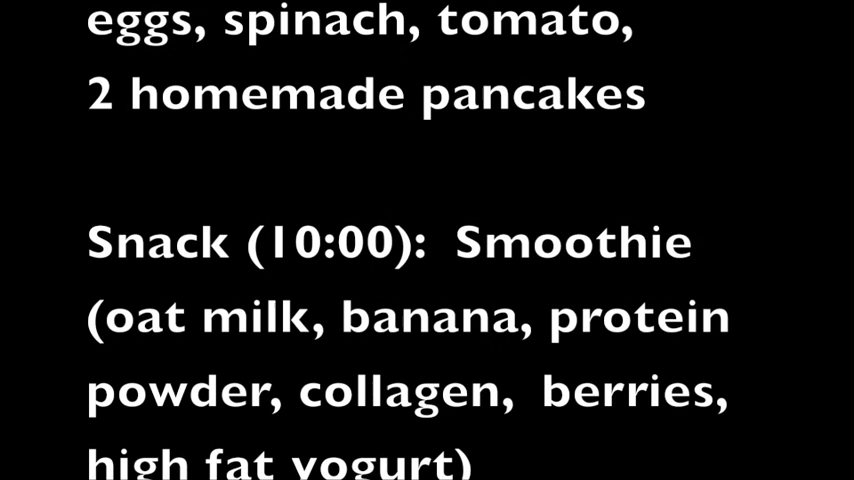 eggs, spinach, tomato,
2 homemade pancakes
Snack (10:00):  Smoothie
(oat milk, banana, protein
powder, collagen,  berries,
high fat yogurt)